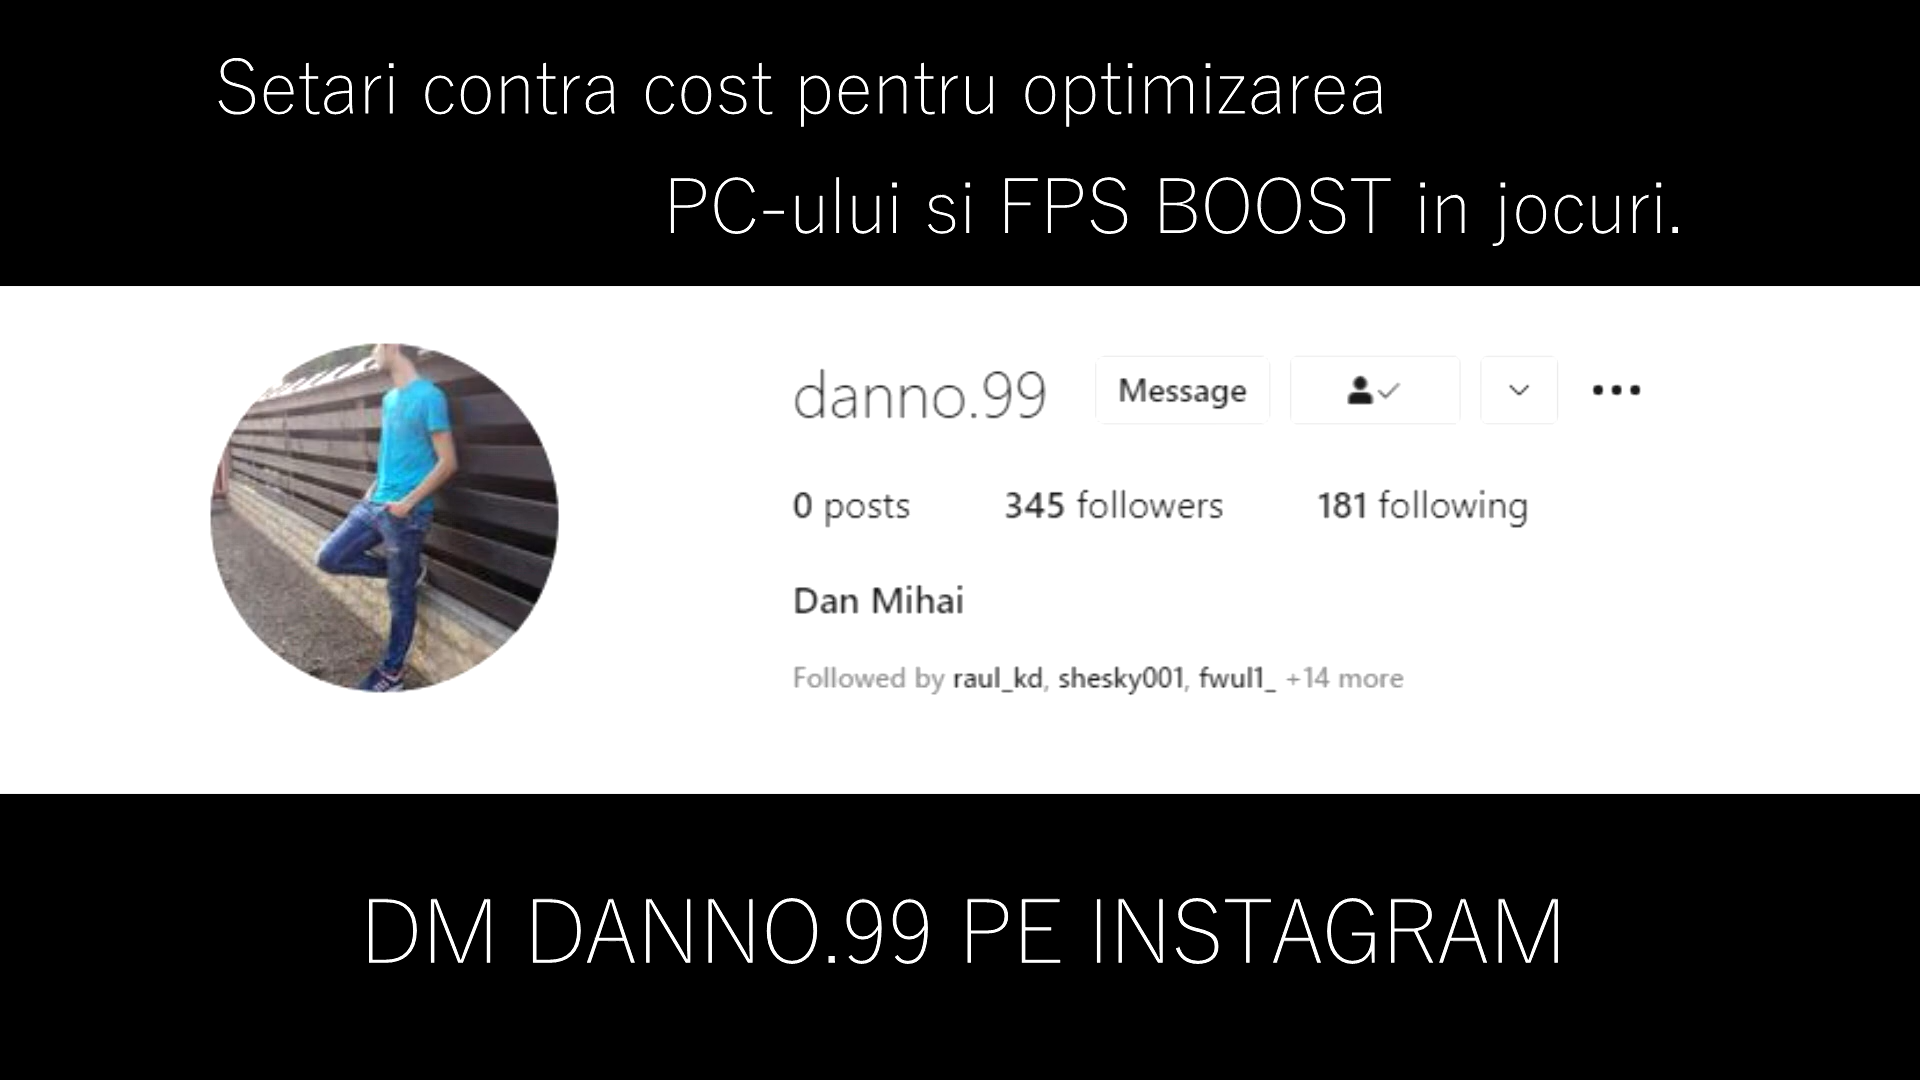 Setari contra cost pentru optimizarea
PC-ului si FPS BOOST in jocuri.
danno.99 Message
0 posts 345 followers 181 following
Dan Mihai
Followed by raul_kd, shesky001, fwul1_ +14 more
DM DANNO.99 PE INSTAGRAM